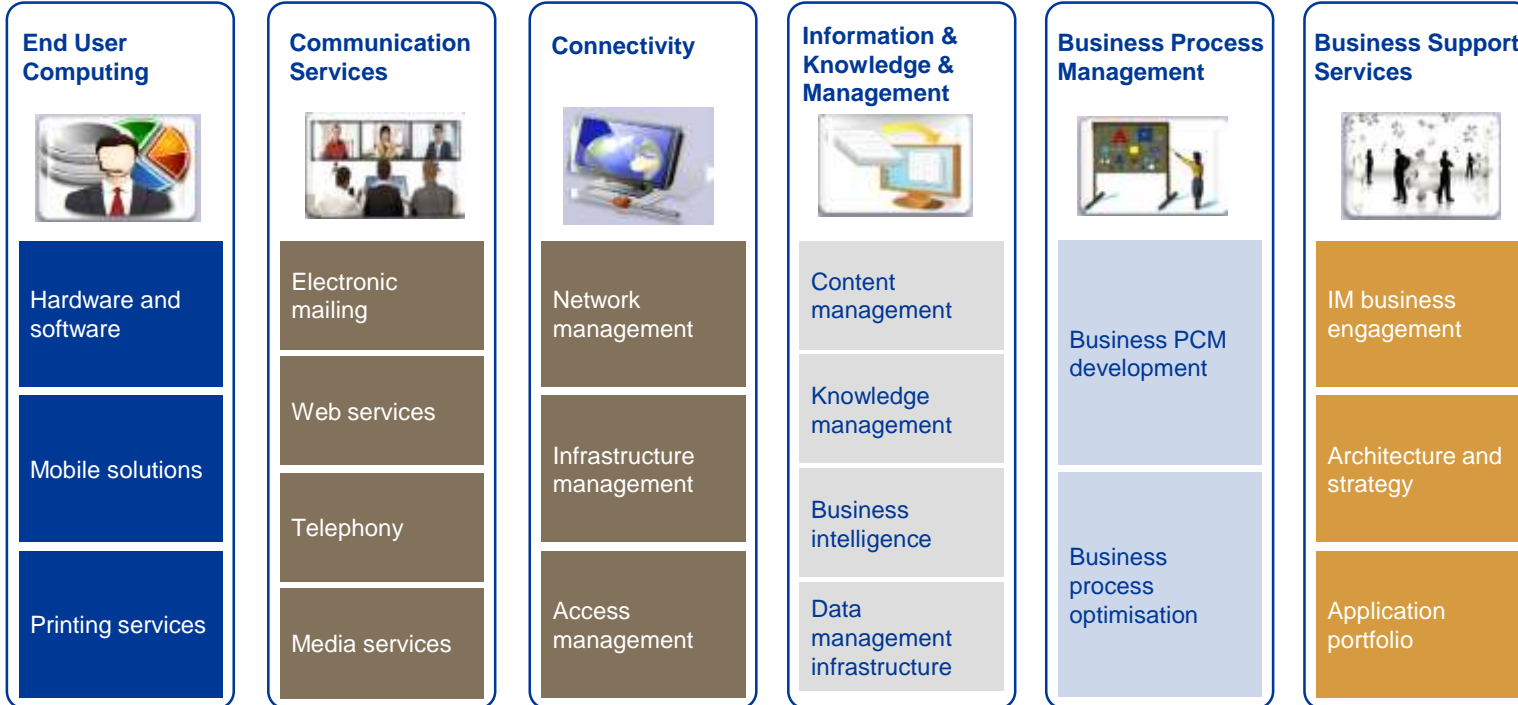 End User
Computing
Hardware and
software
Mobile solutions
Printing services
Communication
Services
Electronic
mailing
Web services
Telephony
Media services
Connectivity
Network
management
Infrastructure
management
Access
management
Information &
Knowledge &
Management
Content
management
Knowledge
management
Business
intelligence
Data
management
infrastructure
Business Process
Management
Business PCM
development
Business
process
optimisation
Business Support
Services
IM business
engagement
Architecture and
strategy
Application
portfolio